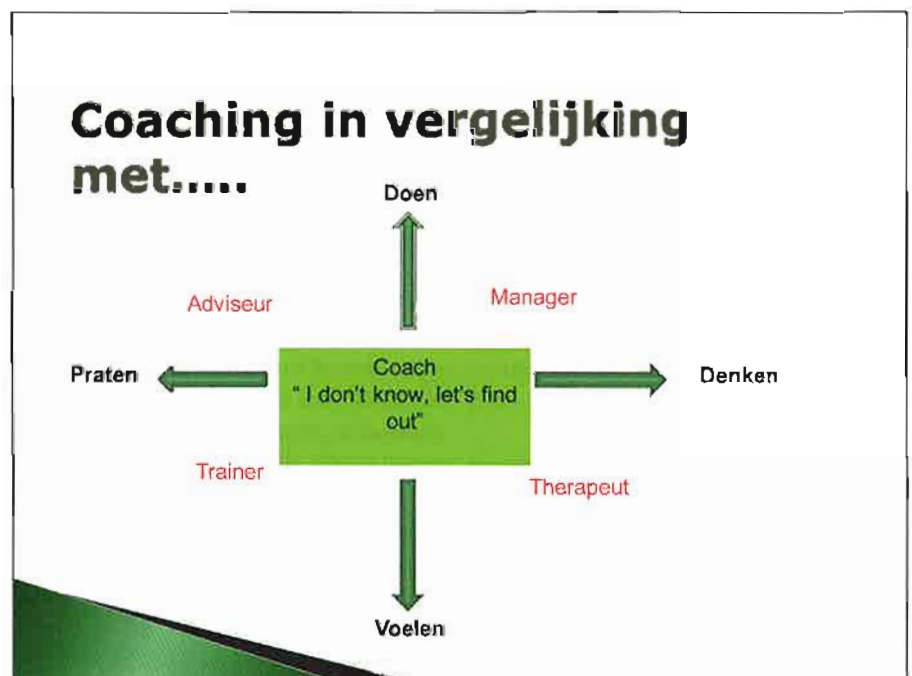 Coaching in vergelijking
met.....
Doen
Adviseur
Manager
Praten
Coach
" I don't know, let's find
out"
Denken
Trainer
Therapeut
Voelen